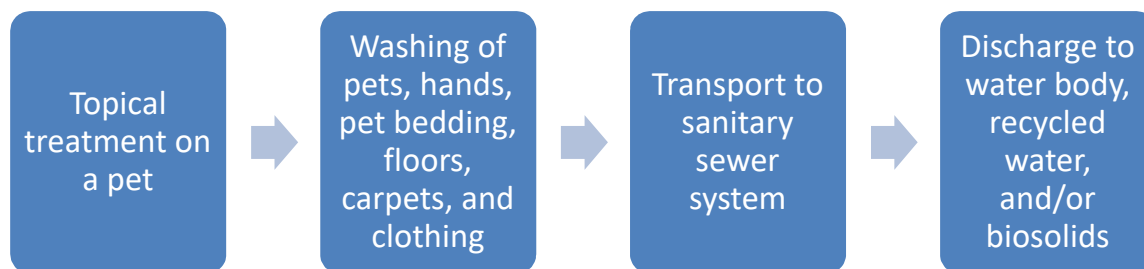 Topical
treatment on
a pet
Washing of
pets, hands,
pet bedding,
floors,
carpets, and
clothing
Transport to
sanitary
sewer
system
Discharge to
water body,
recycled
water,
and/or
biosolids